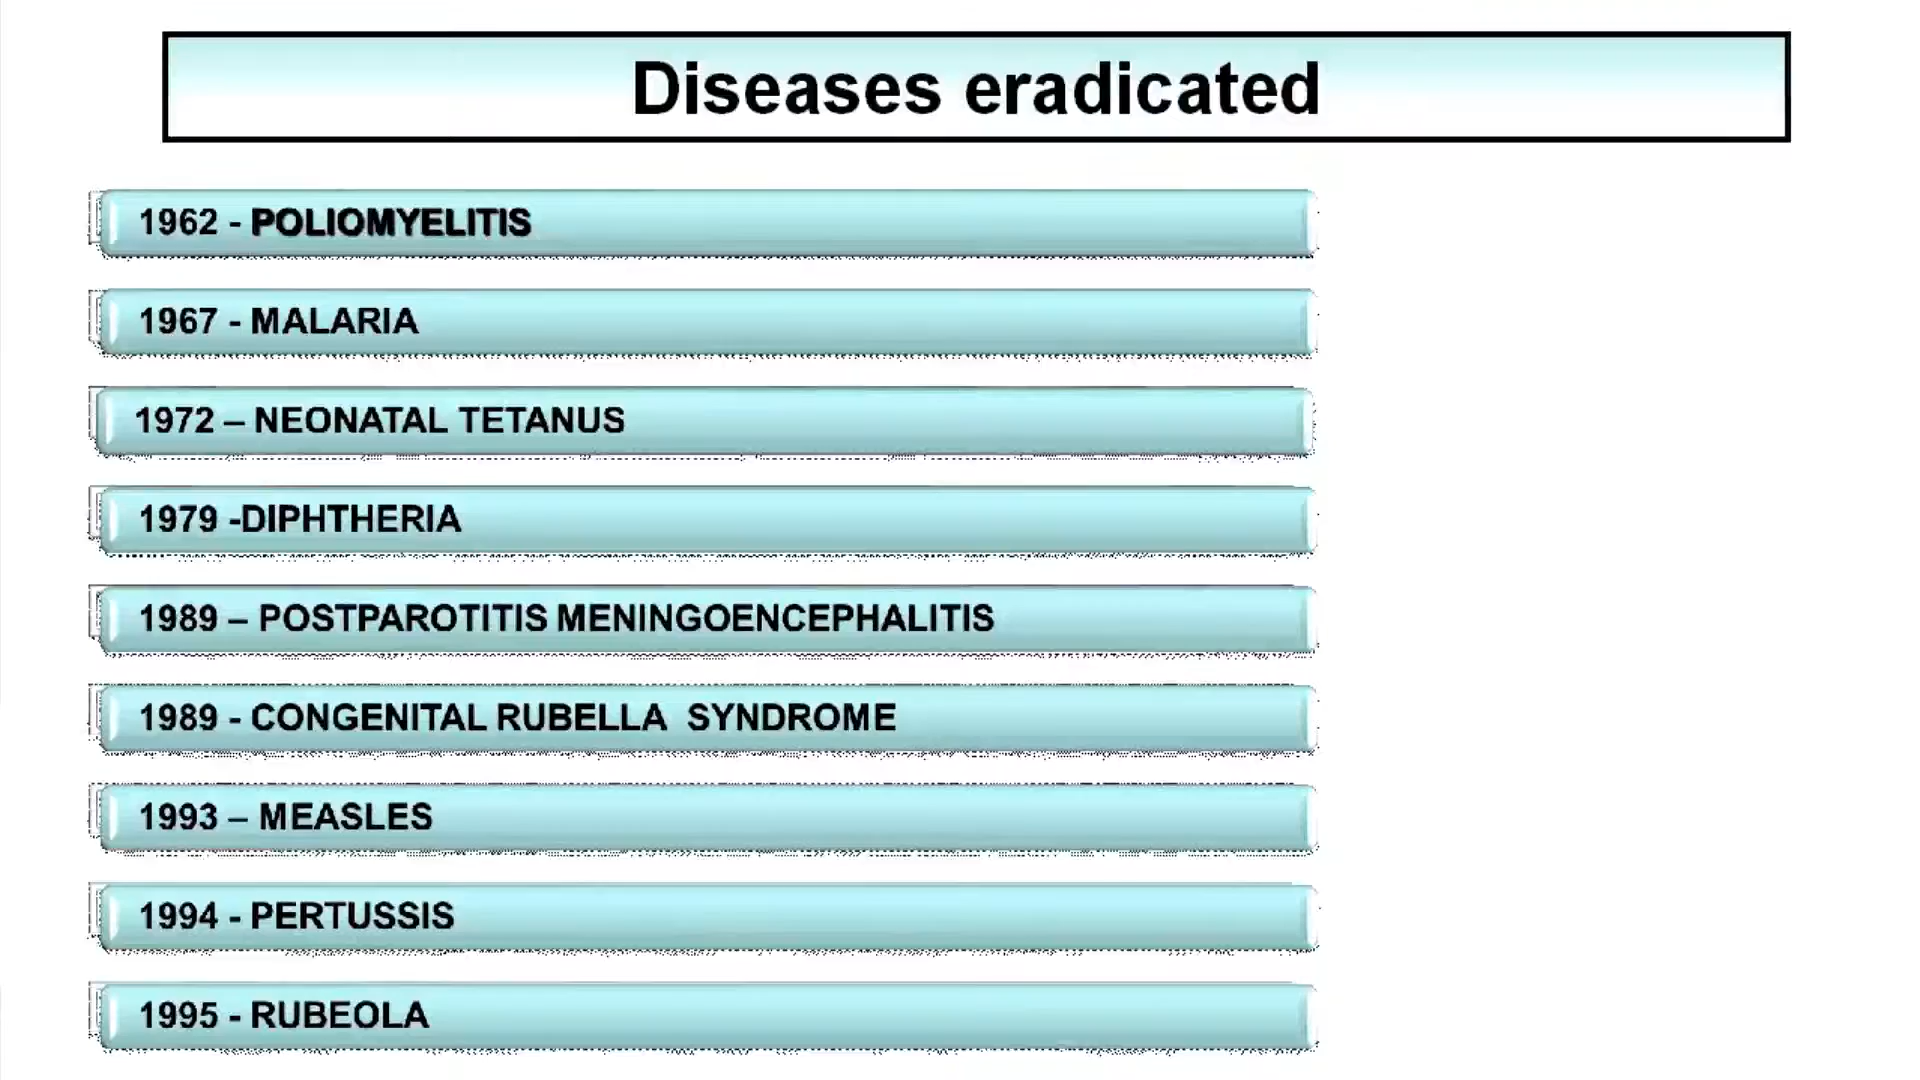 Diseases eradicated
1962 - POLIOMYELITIS
1967 - MALARIA
1972 – NEONATAL TETANUS
1979 -DIPHTHERIA
1989 – POSTPAROTITIS MENINGOENCEPHALITIS
1989 - CONGENITAL RUBELLA  SYNDROME
1993 – MEASLES
1994 - PERTUSSIS
1995 - RUBEOLA